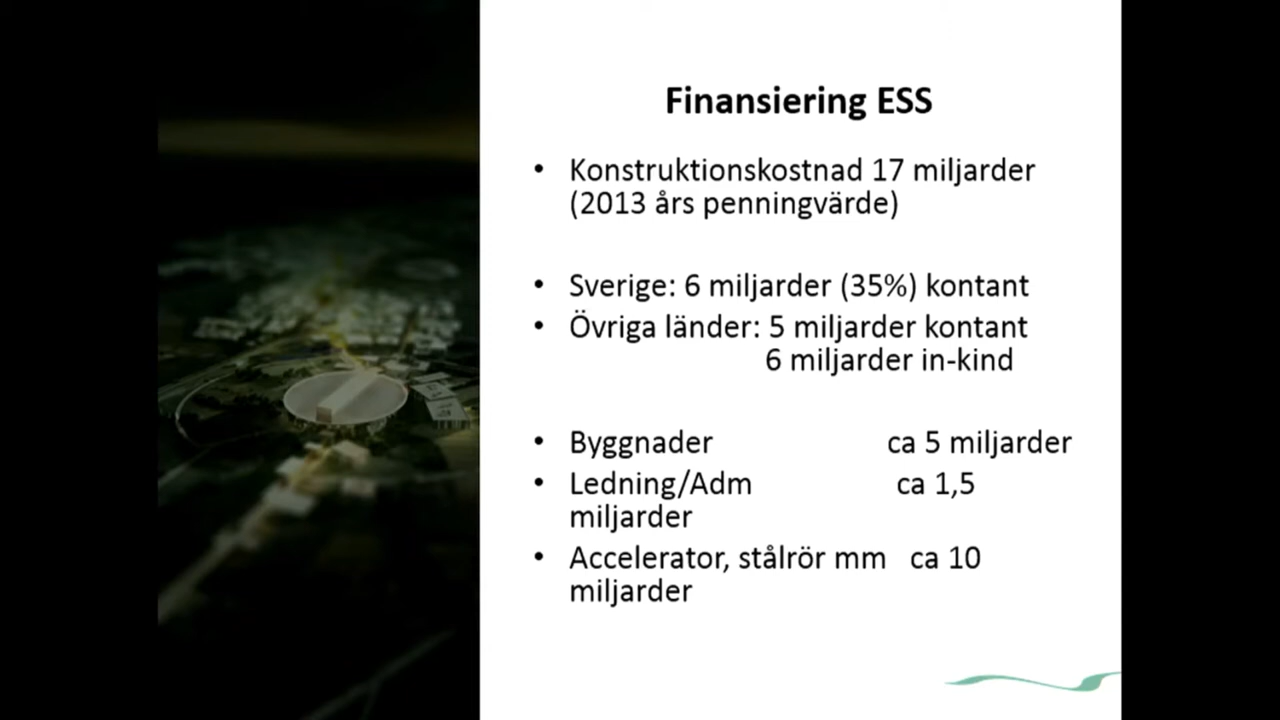 Finansiering ESS
• Konstruktionskostnad 17 miljarder
(2013 års penningvärde)
• Sverige: 6 miljarder (35%) kontant
• Övriga länder: 5 miljarder kontant
6 miljarder in-kind
• Byggnader ca 5 miljarder
• Ledning/Adm ca 1,5
miljarder
• Accelerator, stålrör mm ca 10
miljarder